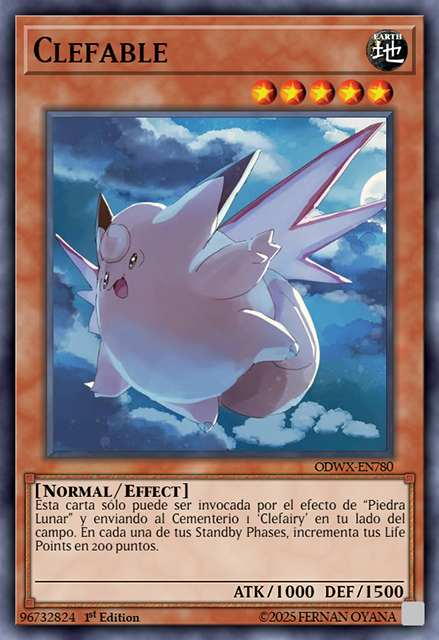 CLEFABLE
EARTH
地
ODWX-EN780
[NORMAL/EFFECT]
Esta carta sólo puede ser invocada por el efecto de "Piedra
Lunar" y enviando al Cementerio 1 'Clefairy' en tu lado del
campo. En cada una de tus Standby Phases, incrementa tus Life
Points en 200 puntos.
ATK/1000 DEF/1500
96732824 1st Edition ©2025 FERNAN OYANA